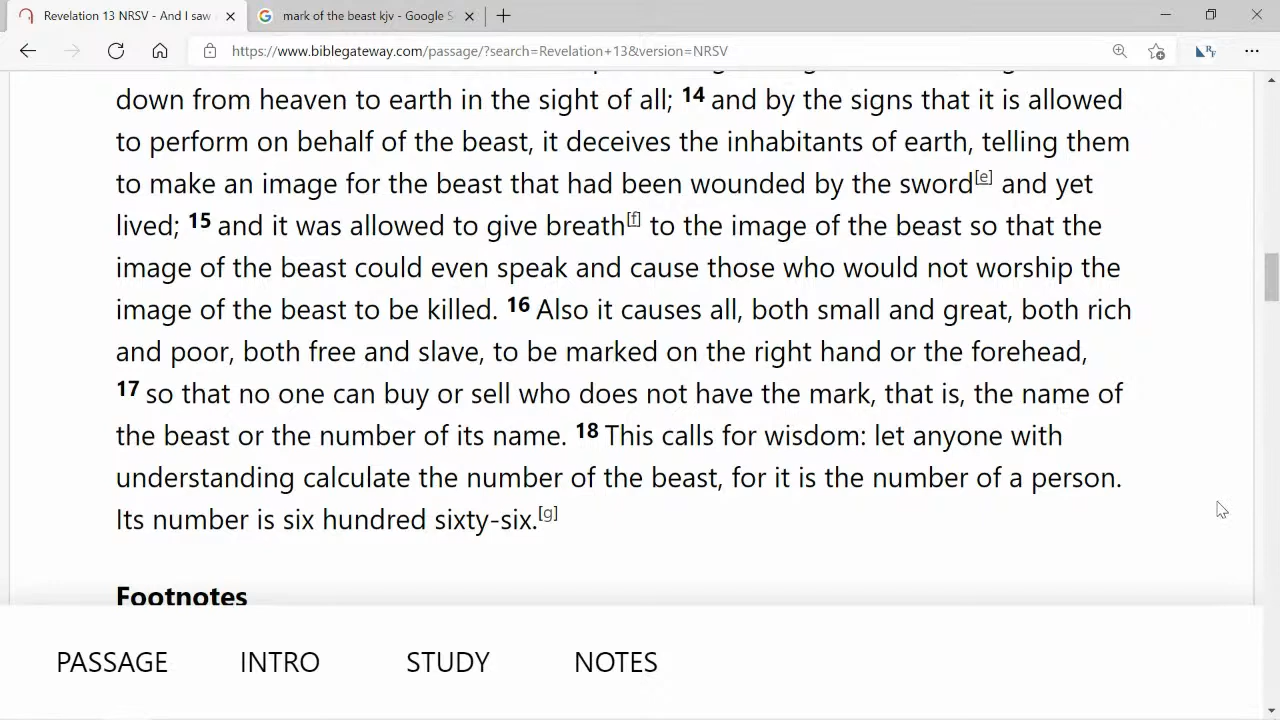 Revelation 13 NRSV - And I saw
mark of the beast kjv - Google S
https://www.biblegateway.com/passage/?search=Revelation+13&version=NRSV
down from heaven to earth in the sight of all; 14 and by the signs that it is allowed
to perform on behalf of the beast, it deceives the inhabitants of earth, telling them
to make an image for the beast that had been wounded by the sword[e] and yet
lived; 15 and it was allowed to give breath[f] to the image of the beast so that the
image of the beast could even speak and cause those who would not worship the
image of the beast to be killed. 16 Also it causes all, both small and great, both rich
and poor, both free and slave, to be marked on the right hand or the forehead,
17 so that no one can buy or sell who does not have the mark, that is, the name of
the beast or the number of its name. 18 This calls for wisdom: let anyone with
understanding calculate the number of the beast, for it is the number of a person.
Its number is six hundred sixty-six.[g]
Footnotes
PASSAGE INTRO STUDY NOTES